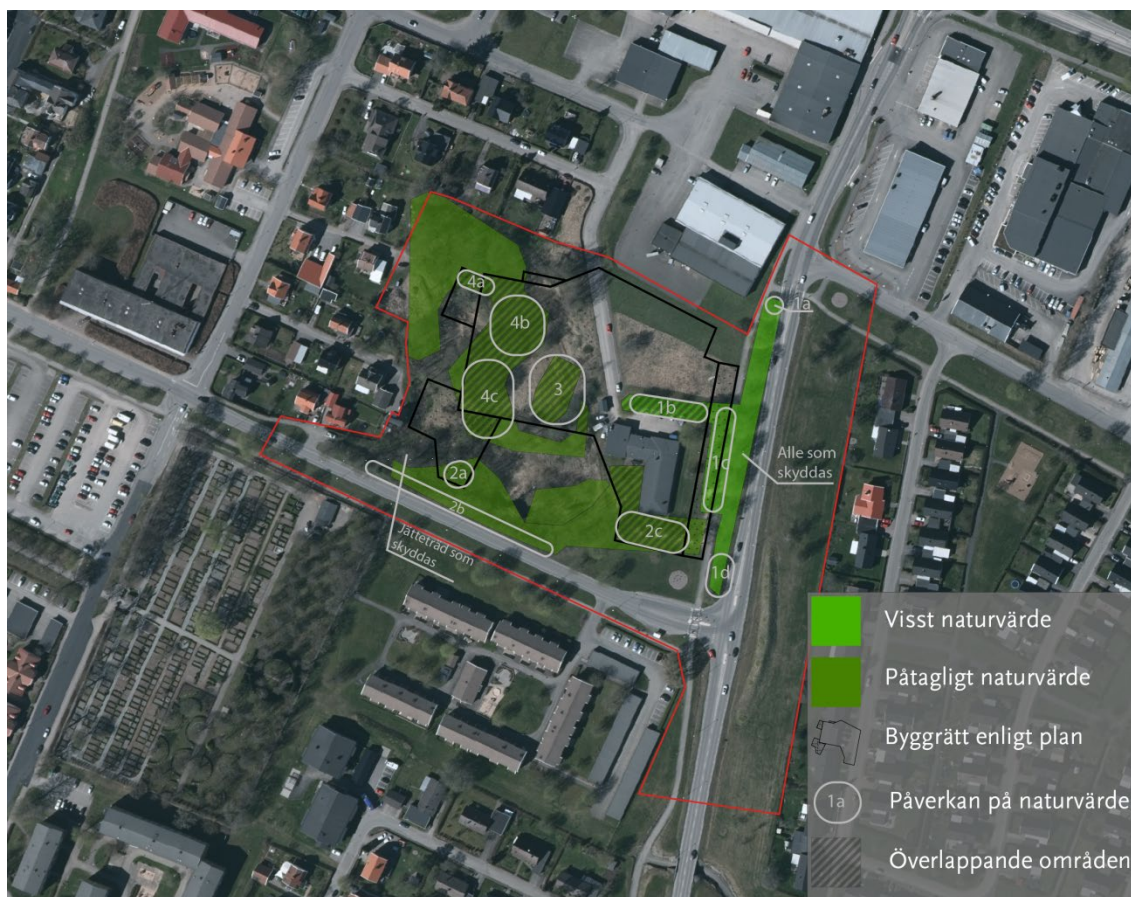 4a
1a
4b
3
4c
1b
1c
Alle som
skyddas
2a
2b
2c
Jätteträd som
skyddas
1d
Visst naturvärde
Påtagligt naturvärde
Byggrätt enligt plan
1a
Påverkan på naturvärde
Överlappande områden